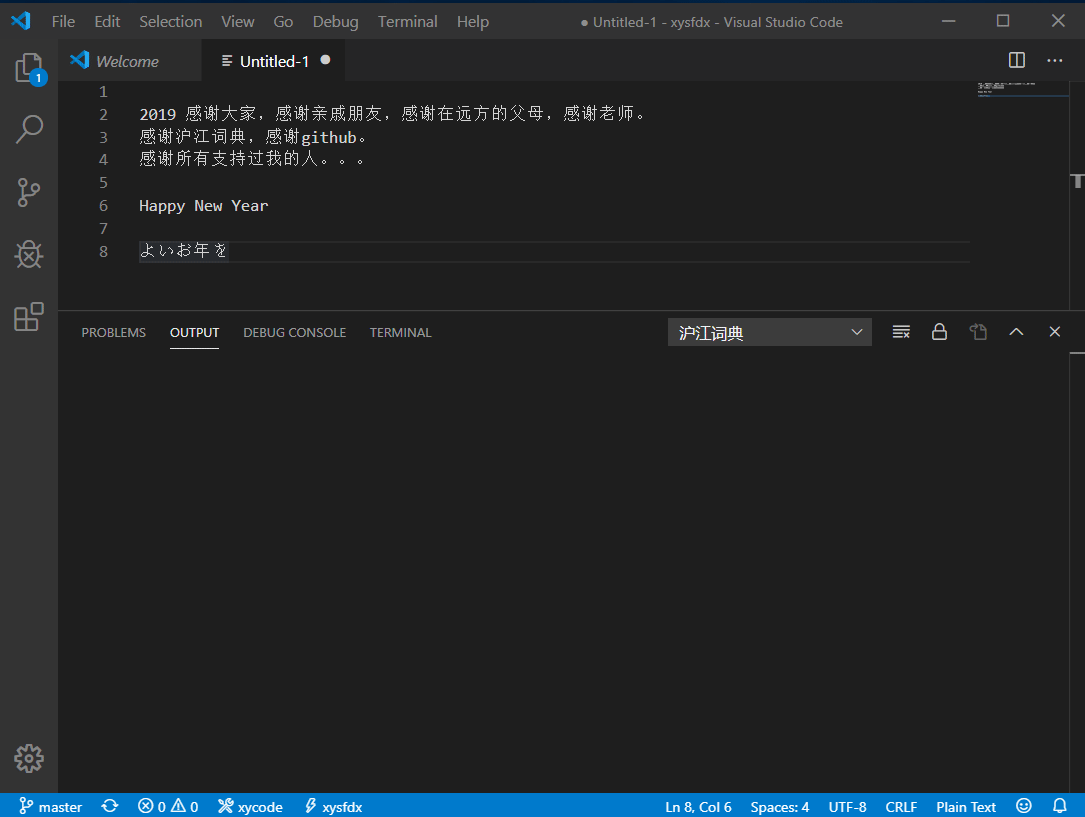 File Edit Selection View Go Debug Terminal Help ● Untitled-1 - xysfdx - Visual Studio Code
1
Welcome Untitled-1 ●
1
2 2019 感谢大家，感谢亲戚朋友，感谢在远方的父母，感谢老师。
3 感谢沪江词典，感谢github。
4 感谢所有支持过我的人。。。
5
6 Happy New Year
7
8 よいお年を
PROBLEMS OUTPUT DEBUG CONSOLE TERMINAL 沪江词典
master 0 0 xycode xysfdx Ln 8, Col 6 Spaces: 4 UTF-8 CRLF Plain Text